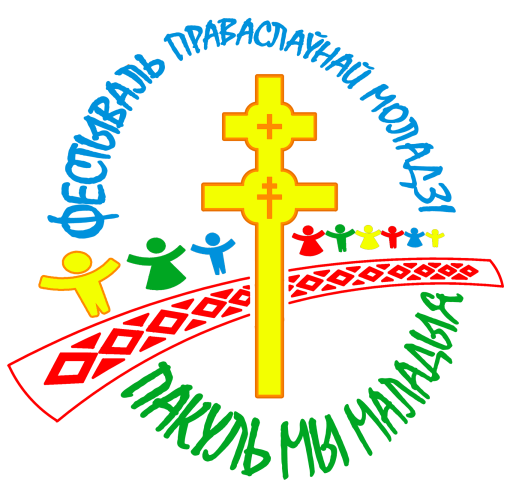 ФЕСТЫВАЛЬ ПРАВАСЛАЎНАЙ МОЛАДЗІ
ПАКУЛЬ МЫ МАЛАДЫЯ